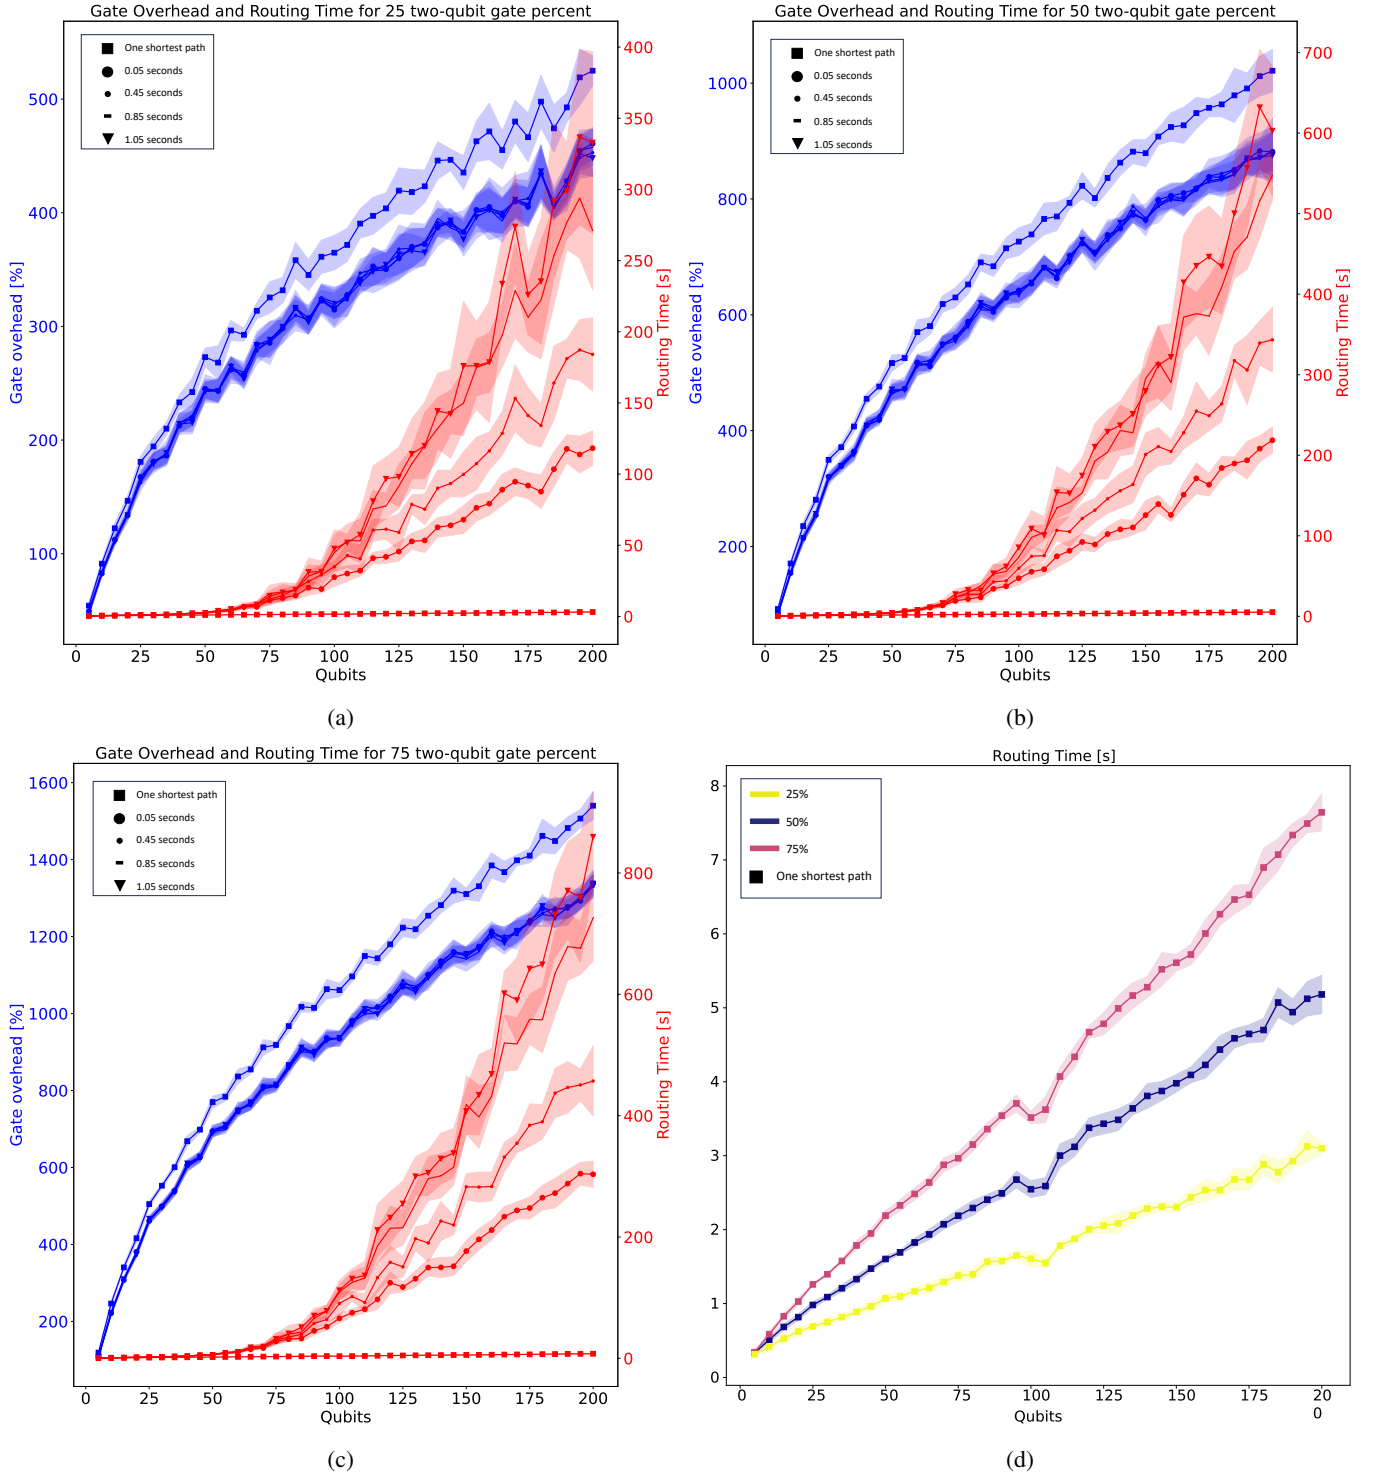 Gate Overhead and Routing Time for 25 two-qubit gate percent
One shortest path
0.05 seconds
0.45 seconds
0.85 seconds
1.05 seconds
Gate ovehead [%]
500
400
300
200
100
Routing Time [s]
400
350
300
250
200
150
100
50
0
0 25 50 75 100 125 150 175 200
Qubits
(a)
Gate Overhead and Routing Time for 50 two-qubit gate percent
One shortest path
0.05 seconds
0.45 seconds
0.85 seconds
1.05 seconds
Gate ovehead [%]
1000
800
600
400
200
Routing Time [s]
700
600
500
400
300
200
100
0
0 25 50 75 100 125 150 175 200
Qubits
(b)
Gate Overhead and Routing Time for 75 two-qubit gate percent
One shortest path
0.05 seconds
0.45 seconds
0.85 seconds
1.05 seconds
Gate ovehead [%]
1600
1400
1200
1000
800
600
400
200
Routing Time [s]
800
600
400
200
0
0 25 50 75 100 125 150 175 200
Qubits
(c)
Routing Time [s]
25%
50%
75%
One shortest path
8
7
6
5
4
3
2
1
0
0 25 50 75 100 125 150 175 20
0
Qubits
(d)